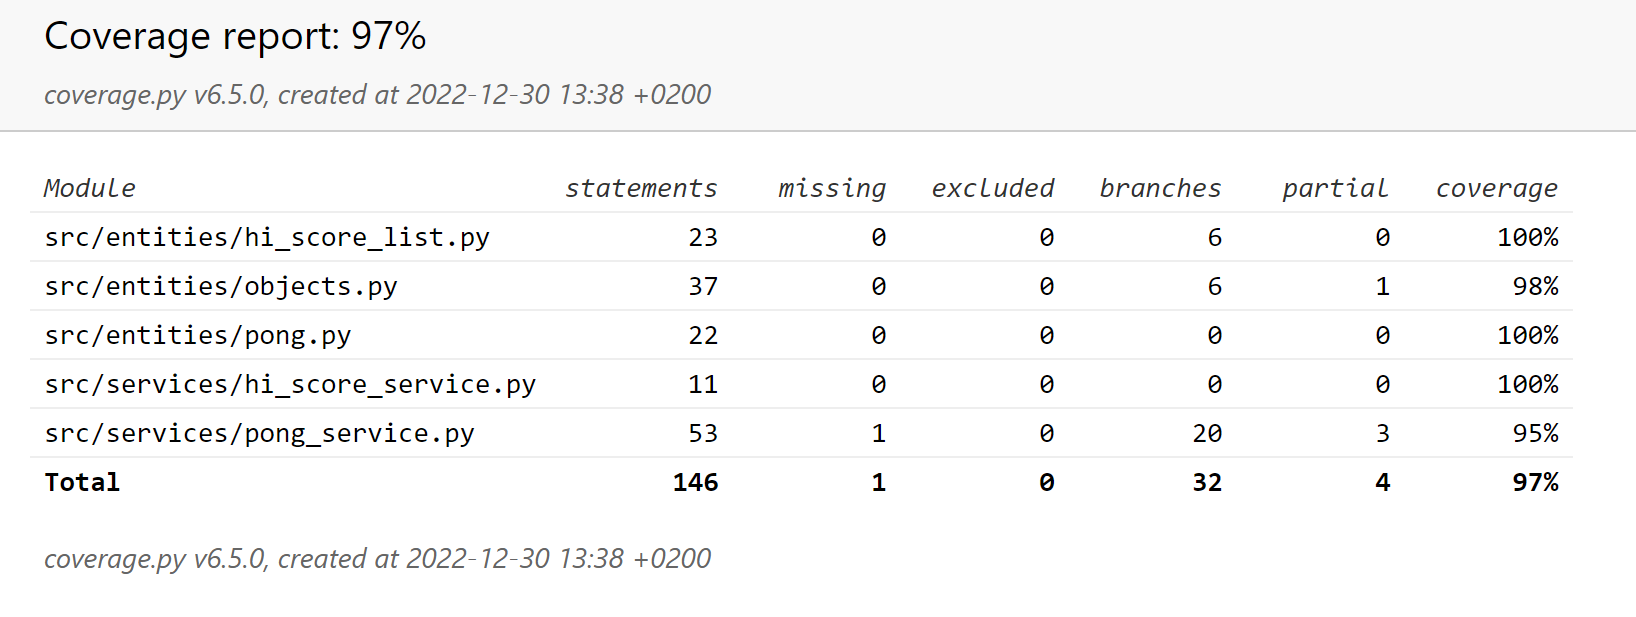 Coverage report: 97%
coverage.py v6.5.0, created at 2022-12-30 13:38 +0200
Module statements missing excluded branches partial coverage
src/entities/hi_score_list.py 23 0 0 6 0 100%
src/entities/objects.py 37 0 0 6 1 98%
src/entities/pong.py 22 0 0 0 0 100%
src/services/hi_score_service.py 11 0 0 0 0 100%
src/services/pong_service.py 53 1 0 20 3 95%
Total 146 1 0 32 4 97%
coverage.py v6.5.0, created at 2022-12-30 13:38 +0200